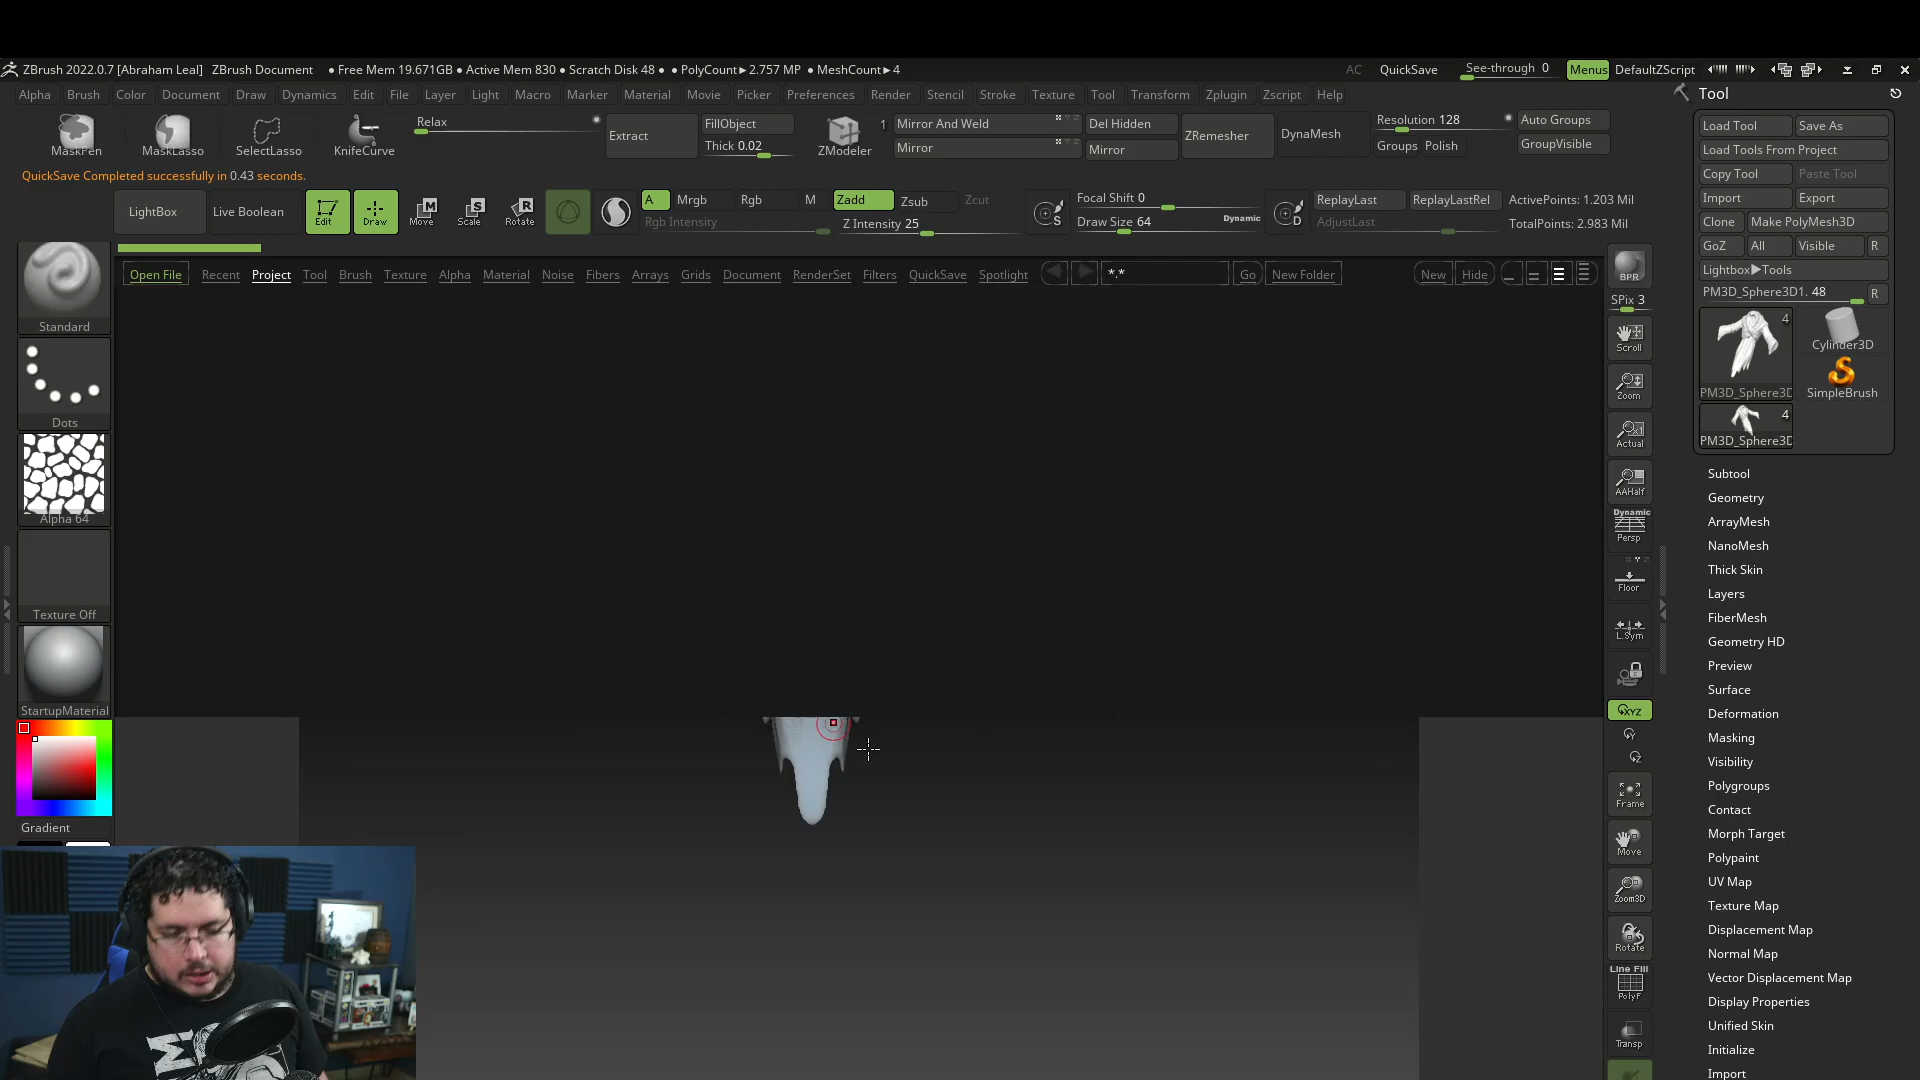 ZBrush 2022.0.7 [Abraham Leal] ZBrush Document • Free Mem 19.671GB • Active Mem 830 • Scratch Disk 48 • • PolyCount►2.757 MP • MeshCount►4 AC QuickSave See-through 0 Menus DefaultZScript
Alpha Brush Color Document Draw Dynamics Edit File Layer Light Macro Marker Material Movie Picker Preferences Render Stencil Stroke Texture Tool Transform Zplugin Zscript Help
MaskPen MaskLasso SelectLasso KnifeCurve Relax Extract FillObject Thick 0.02 ZModeler 1 Mirror And Weld Mirror Del Hidden Mirror ZRemesher DynaMesh Resolution 128 Groups Polish Auto Groups GroupVisible
QuickSave Completed successfully in 0.43 seconds.
LightBox Live Boolean Edit Draw Move Scale Rotate A Mrgb Rgb M Zadd Zsub Zcut Rgb Intensity Z Intensity 25 Focal Shift 0 Draw Size 64 Dynamic ReplayLast ReplayLastRel AdjustLast ActivePoints: 1.203 Mil TotalPoints: 2.983 Mil
Open File Recent Project Tool Brush Texture Alpha Material Noise Fibers Arrays Grids Document RenderSet Filters QuickSave Spotlight *.* Go New Folder New Hide
Standard
Dots
Alpha 64
Texture Off
StartupMaterial
Gradient
BPR
SPix 3
Scroll
Zoom
Actual
AAHalf
Dynamic
Persp
Floor
L.Sym
XYZ
Frame
Move
Zoom3D
Rotate
Line Fill
PolyF
Transp
Tool
Load Tool Save As
Load Tools From Project
Copy Tool Paste Tool
Import Export
Clone Make PolyMesh3D
GoZ All Visible R
Lightbox►Tools
PM3D_Sphere3D1. 48 R
4
Cylinder3D
PM3D_Sphere3D SimpleBrush
4
PM3D_Sphere3D
Subtool
Geometry
ArrayMesh
NanoMesh
Thick Skin
Layers
FiberMesh
Geometry HD
Preview
Surface
Deformation
Masking
Visibility
Polygroups
Contact
Morph Target
Polypaint
UV Map
Texture Map
Displacement Map
Normal Map
Vector Displacement Map
Display Properties
Unified Skin
Initialize
Import